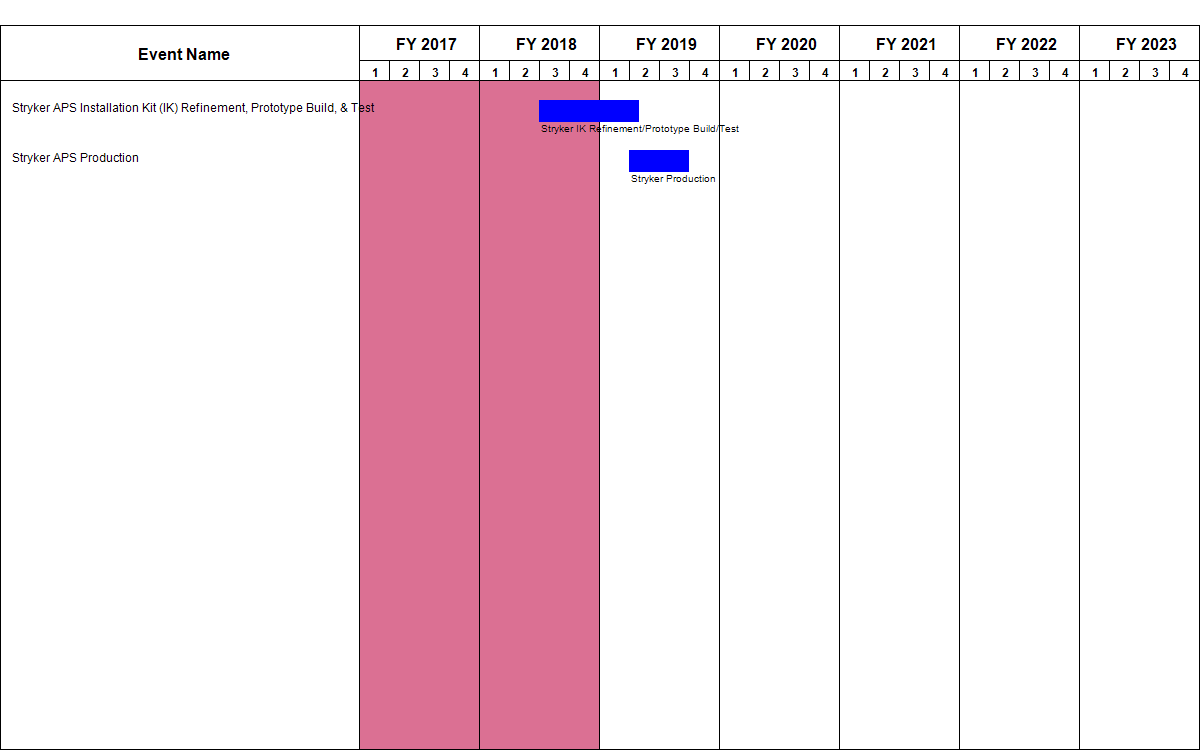 Event Name
FY 2017 FY 2018 FY 2019 FY 2020 FY 2021 FY 2022 FY 2023
1 2 3 4 1 2 3 4 1 2 3 4 1 2 3 4 1 2 3 4 1 2 3 4 1 2 3 4
Stryker APS Installation Kit (IK) Refinement, Prototype Build, & Test
Stryker IK Refinement/Prototype Build/Test
Stryker APS Production
Stryker Production